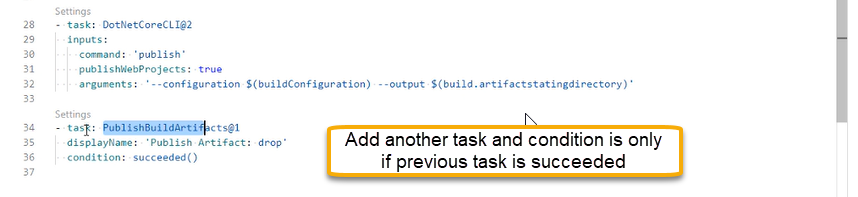 Settings
28 - task: DotNetCoreCLI@2
29 inputs:
30 command: 'publish'
31 publishWebProjects: true
32 arguments: '--configuration $(buildConfiguration) --output $(build.artifactstatingdirectory)'
33
Settings
34 - task: PublishBuildArtifacts@1
35 displayName: 'Publish Artifact: drop'
36 condition: succeeded()
37
Add another task and condition is only
if previous task is succeeded